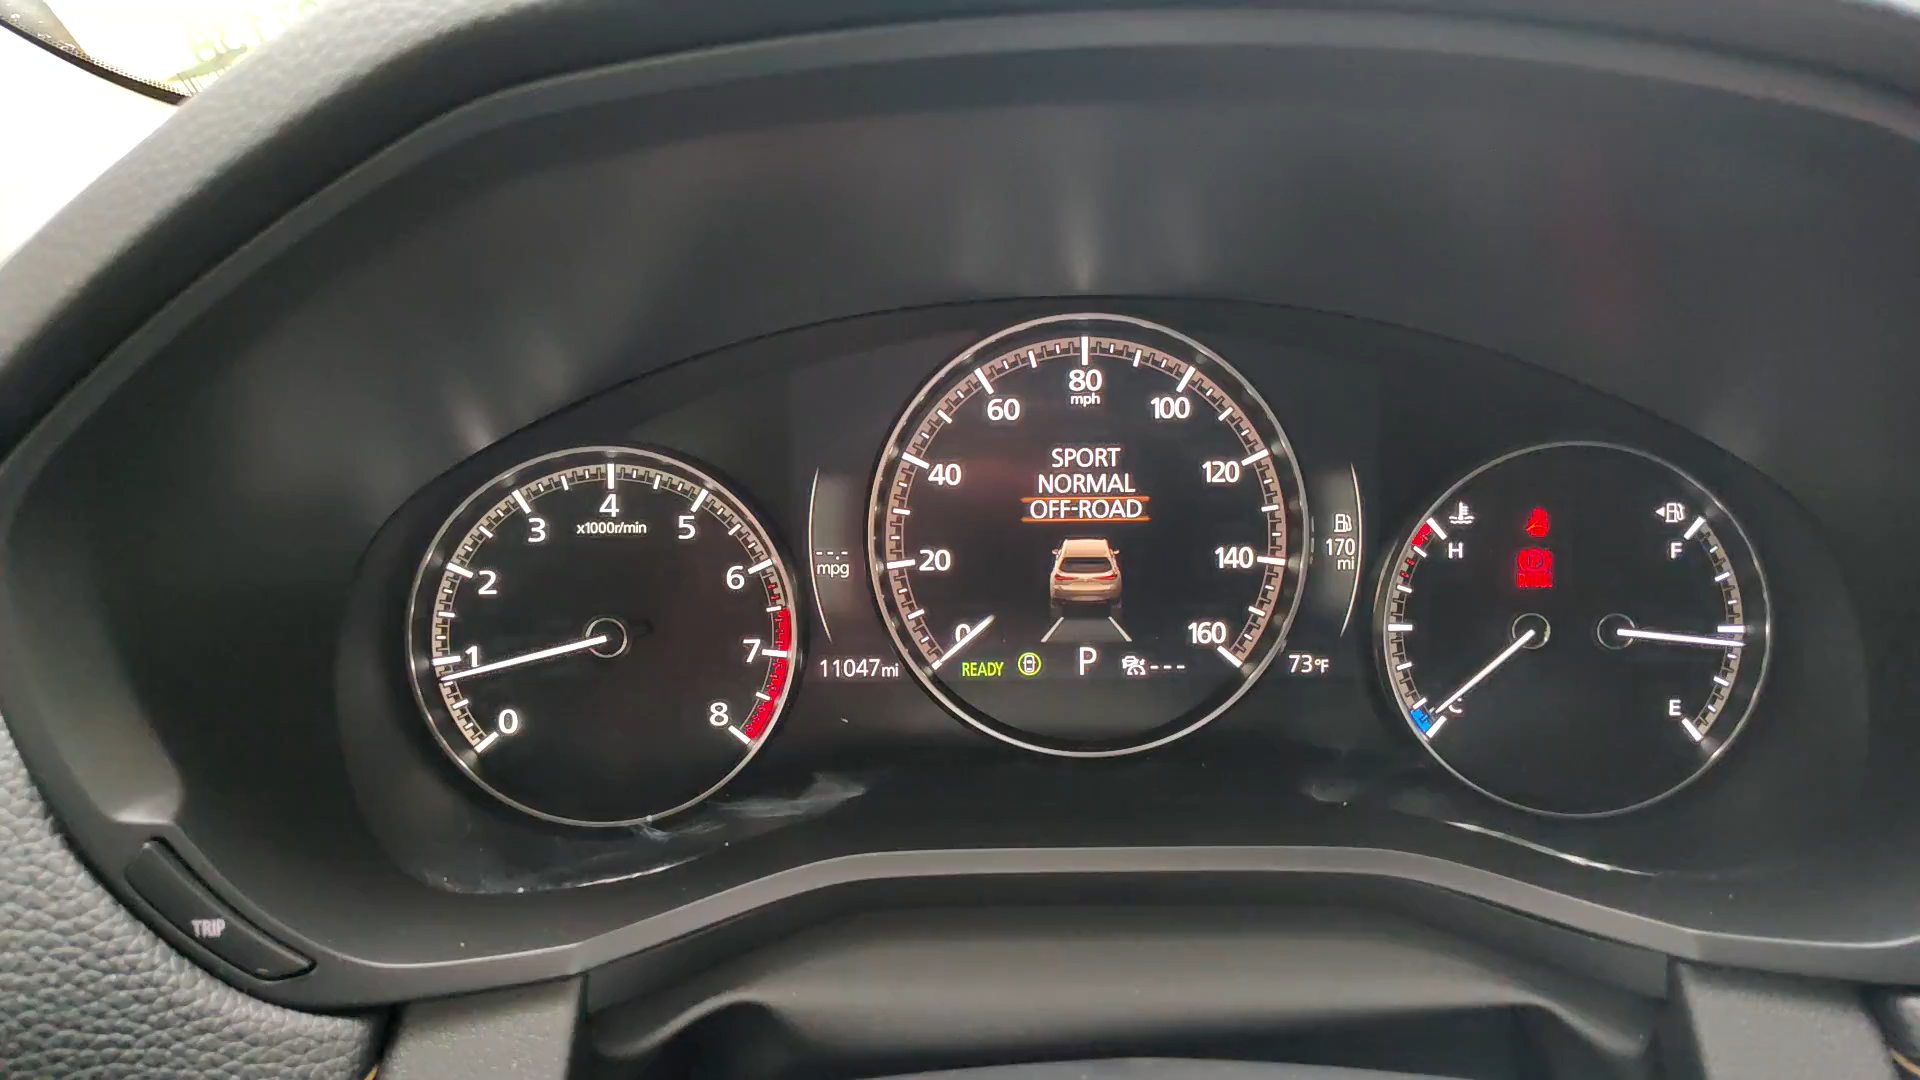 80
mph
60
100
40
120
20
140
0
160
SPORT
NORMAL
OFF-ROAD
READY
P
---
4
x1000r/min
3
5
2
6
1
7
0
8
--.-
mpg
11047mi
170
mi
73°F
H
C
F
E
TRIP